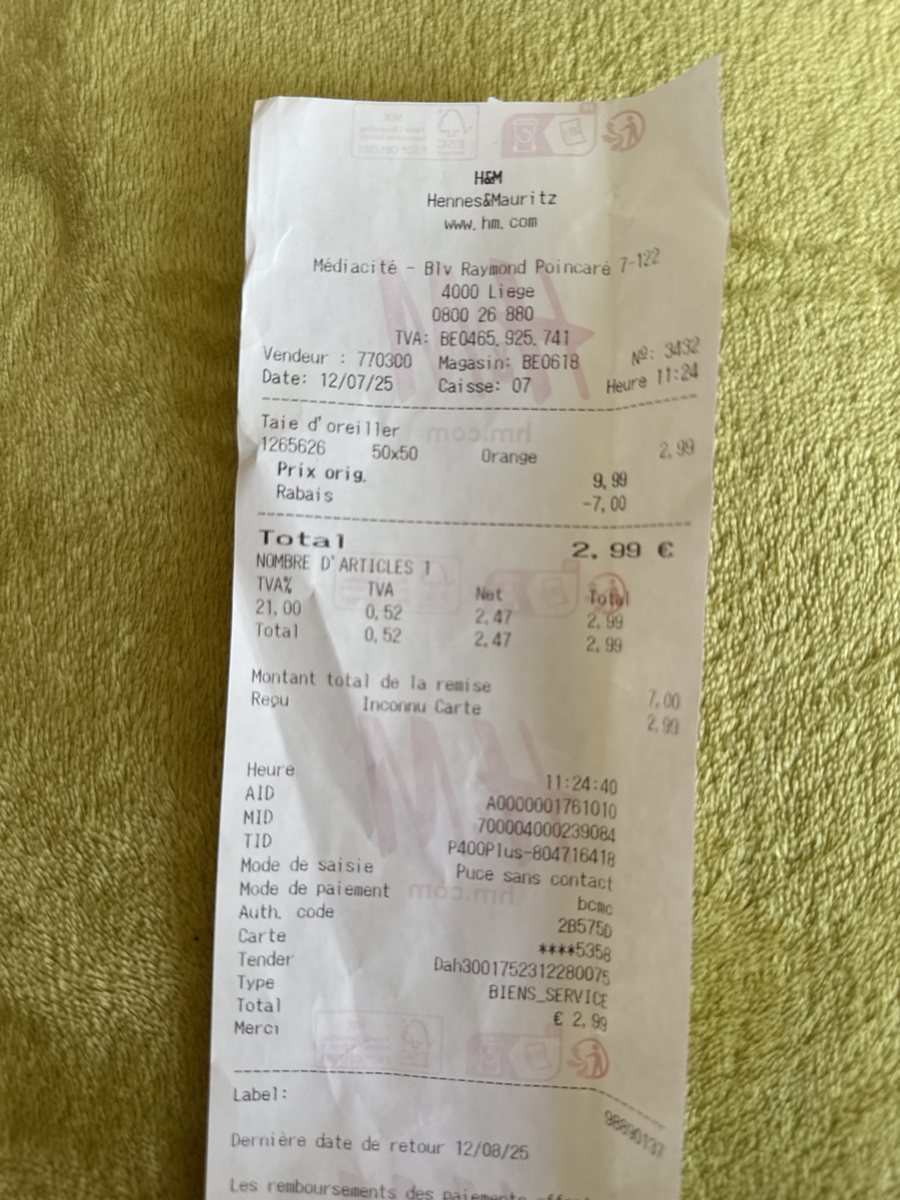 H&M
Hennes&Mauritz
www.hm.com
Médiacité - Blv Raymond Poincaré 7-122
4000 Liege
0800 26 880
TVA: BE0465.925.741
Vendeur : 770300 Magasin: BE0618 Nº: 3432
Date: 12/07/25 Caisse: 07 Heure 11:24
Taie d'oreiller
1265626 50x50 Orange 2,99
Prix orig. 9,99
Rabais -7,00
Total 2,99 €
NOMBRE D'ARTICLES 1
TVA% TVA Net Total
21,00 0,52 2,47 2,99
Total 0,52 2,47 2,99
Montant total de la remise 7.00
Reçu Inconnu Carte 2,99
Heure 11:24:40
AID A0000001761010
MID 700004000239084
TID P400Plus-804716418
Mode de saisie Puce sans contact
Mode de paiement bcmc
Auth. code 2B575D
Carte ****5358
Tender Dah3001752312280075
Type BIENS_SERVICE
Total € 2,99
Merci
Label:
Dernière date de retour 12/08/25
Les remboursements des paiements